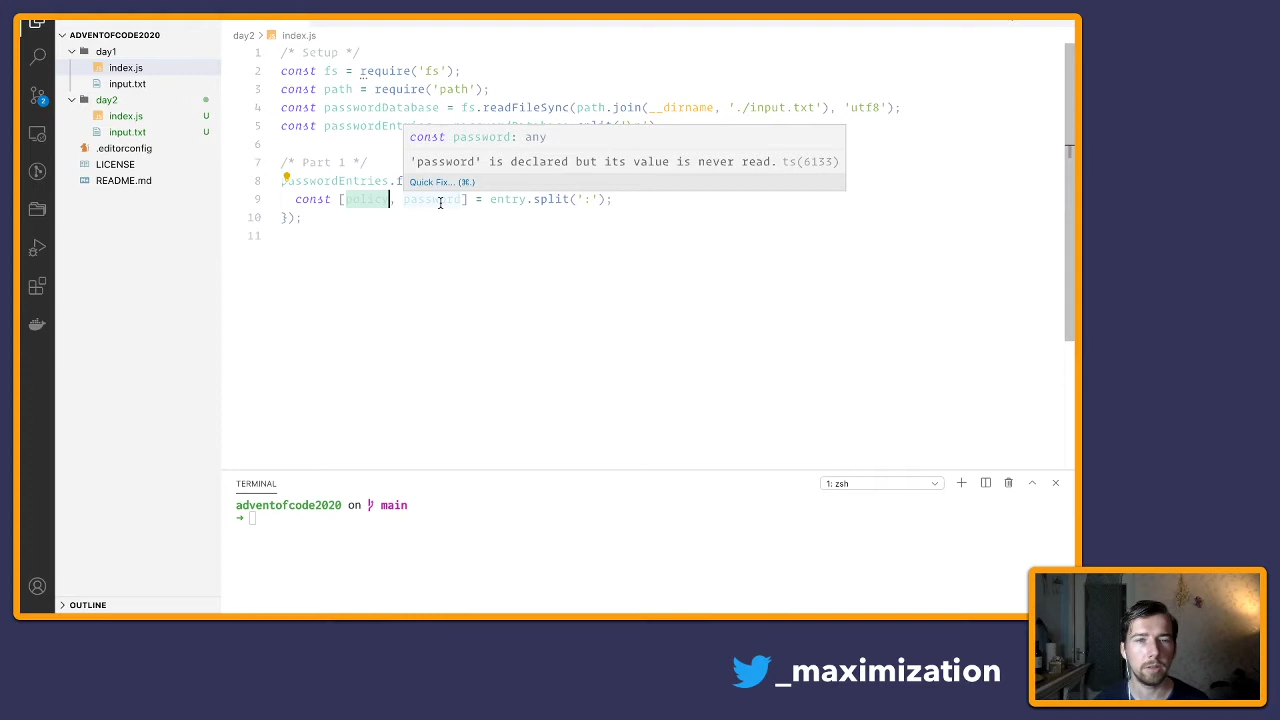 ADVENTOFCODE2020
day1
index.js
input.txt
day2
index.js U
input.txt U
.editorconfig
LICENSE
README.md
OUTLINE
2
day2 > index.js
1 /* Setup */
2 const fs = require('fs');
3 const path = require('path');
4 const passwordDatabase = fs.readFileSync(path.join(__dirname, './input.txt'), 'utf8');
5 const passwordEntries
6
7 /* Part 1 */
8 passwordEntries.f
9 const [policy, password] = entry.split(':');
10 });
11
const password: any
'password' is declared but its value is never read. ts(6133)
Quick Fix... (⌘.)
TERMINAL
1: zsh
adventofcode2020 on main
→
_maximization